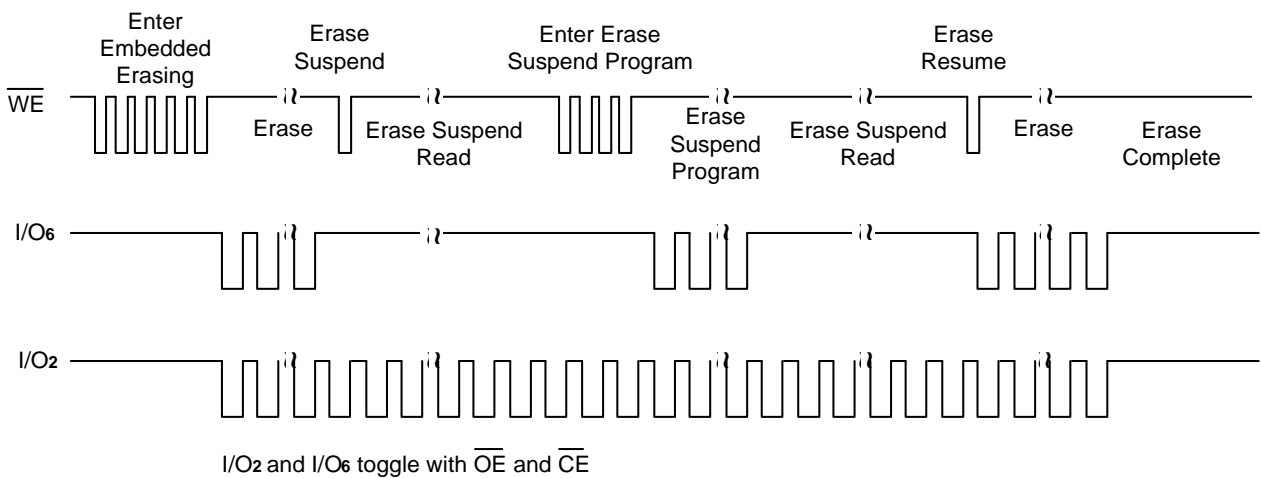 Enter
Embedded
Erasing
Erase
Suspend
Enter Erase
Suspend Program
Erase
Resume
WE
Erase
Erase Suspend
Read
Erase
Suspend
Program
Erase Suspend
Read
Erase
Erase
Complete
I/O6
I/O2
I/O2 and I/O6 toggle with OE and CE